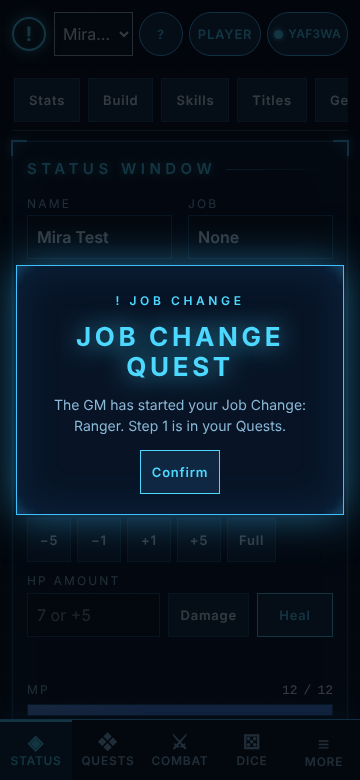 ! Mira... ? PLAYER YAF3WA
Stats Build Skills Titles Ge
STATUS WINDOW
NAME JOB
Mira Test None
! JOB CHANGE
JOB CHANGE
QUEST
The GM has started your Job Change:
Ranger. Step 1 is in your Quests.
Confirm
−5 −1 +1 +5 Full
HP AMOUNT
7 or +5 Damage Heal
MP 12 / 12
STATUS QUESTS COMBAT DICE MORE